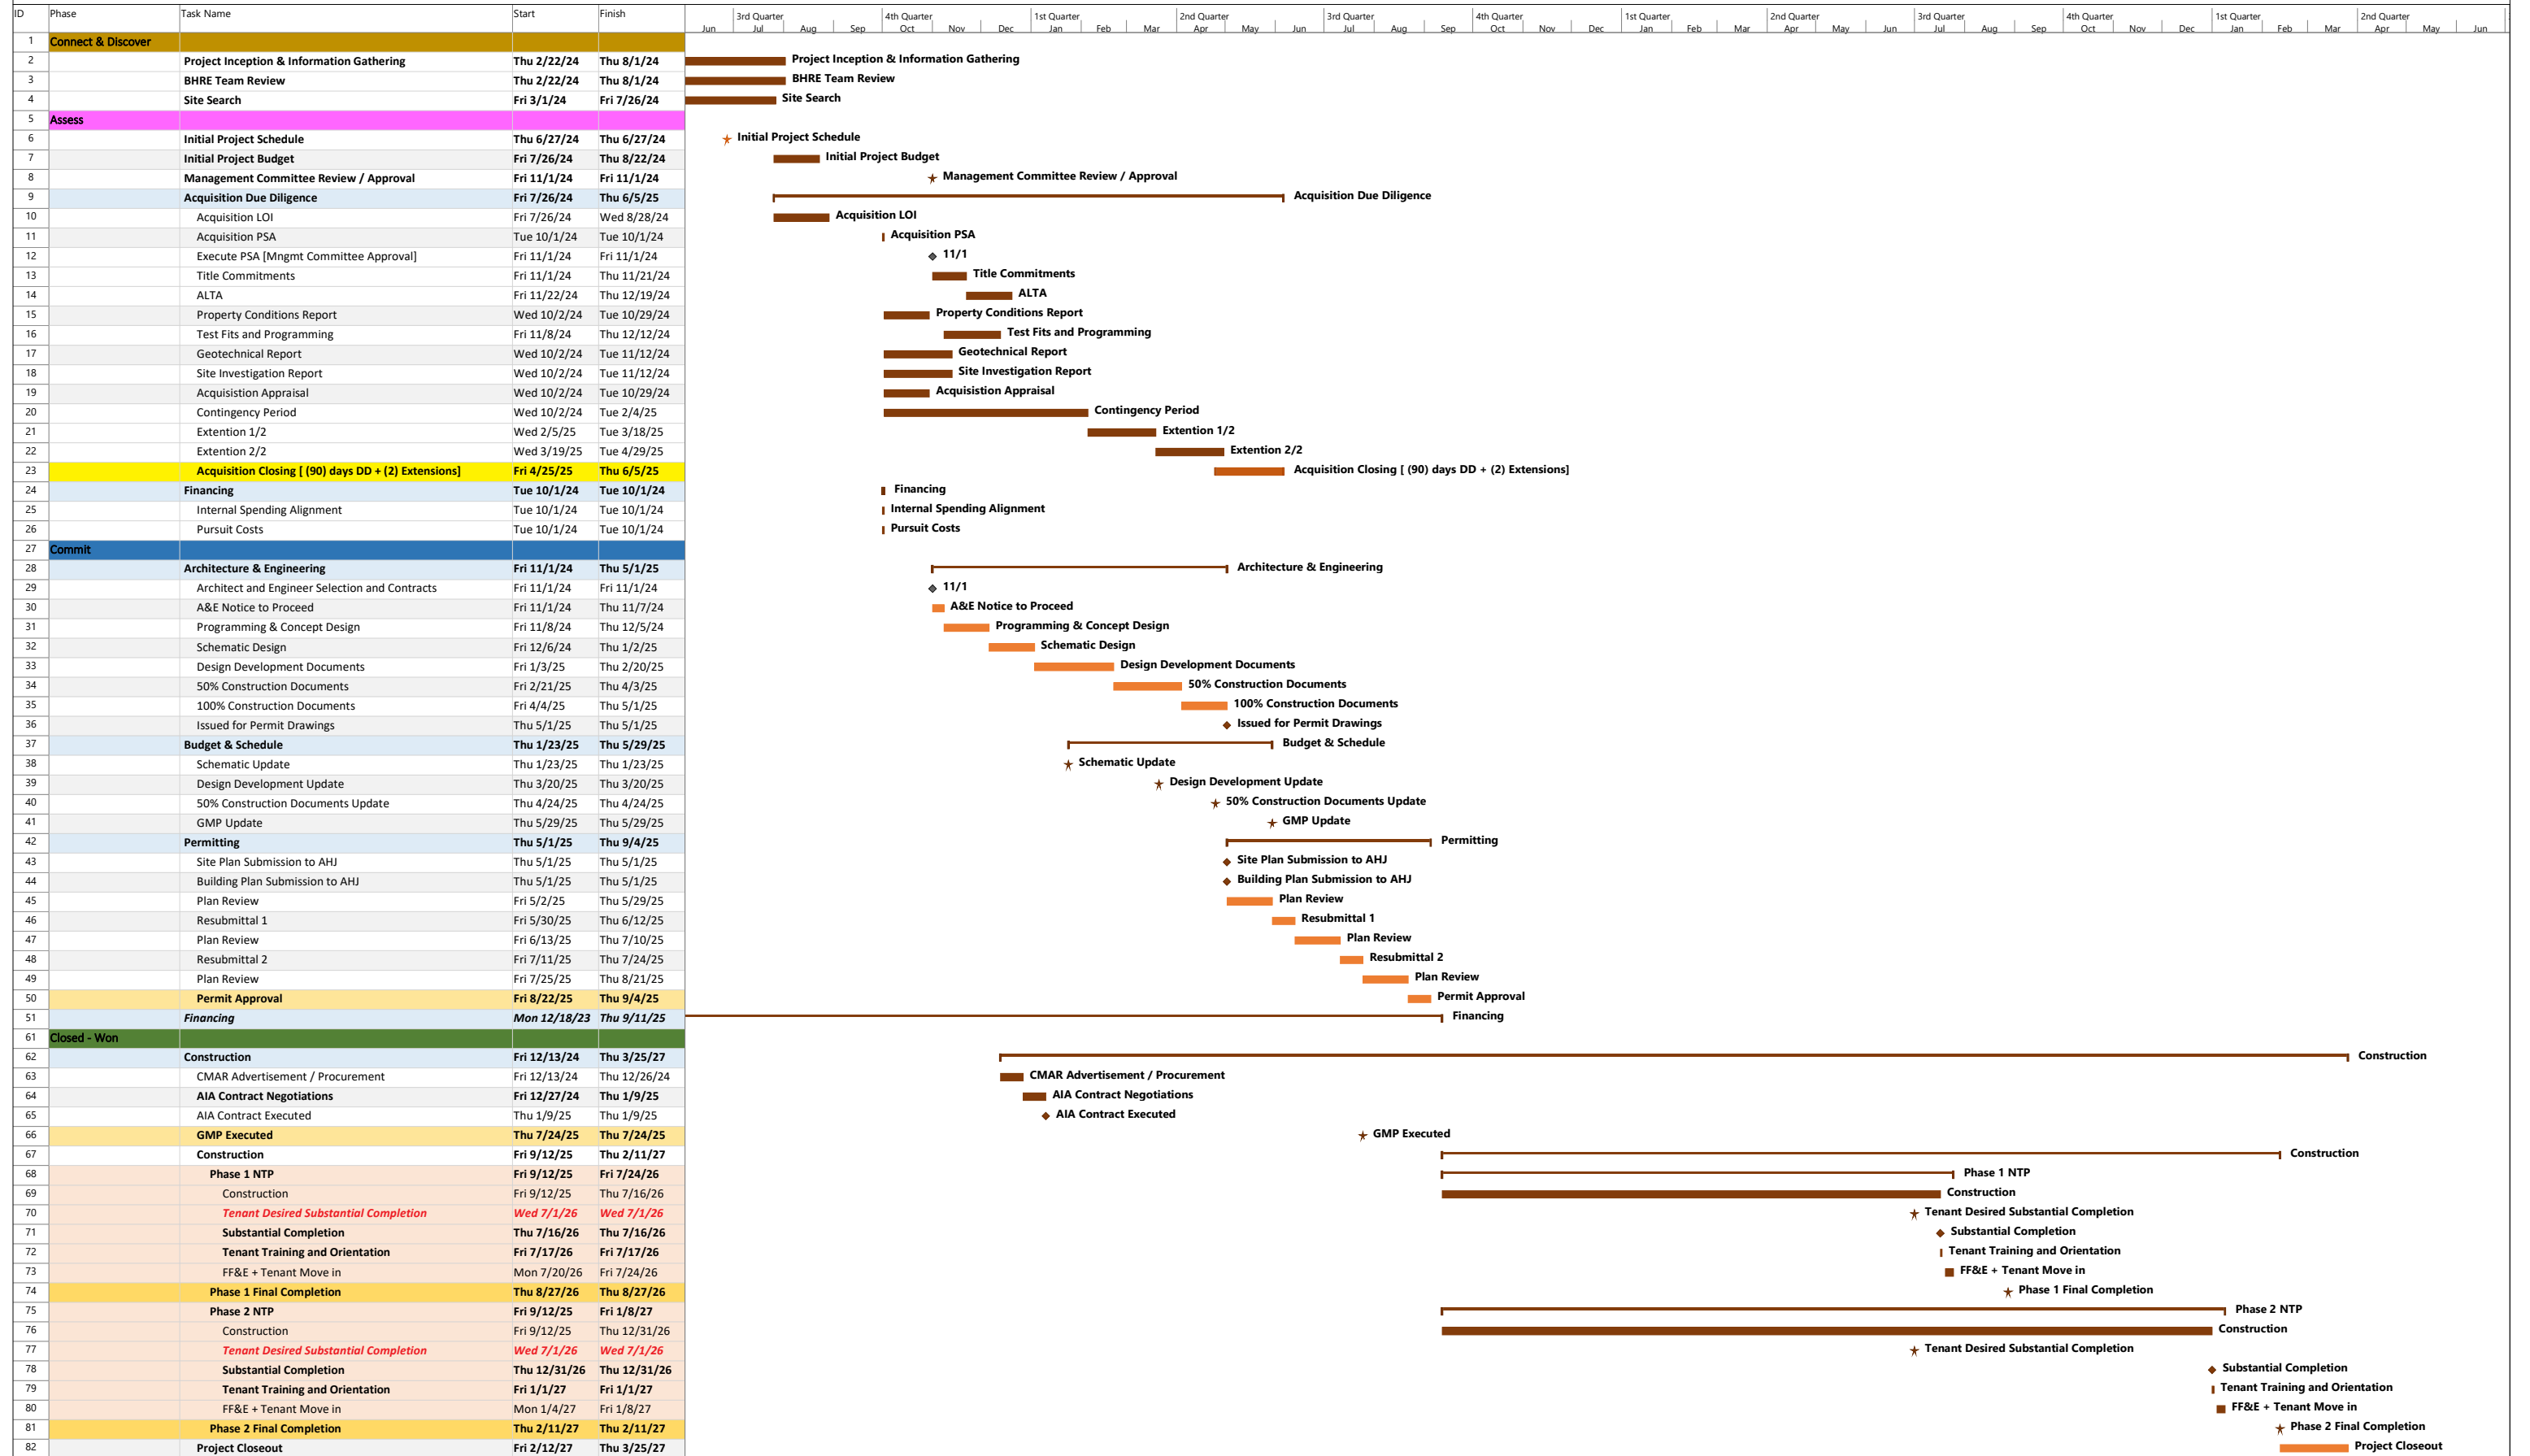 ID Phase Task Name Start Finish
3rd Quarter 4th Quarter 1st Quarter 2nd Quarter 3rd Quarter 4th Quarter 1st Quarter 2nd Quarter 3rd Quarter 4th Quarter 1st Quarter 2nd Quarter
Jun Jul Aug Sep Oct Nov Dec Jan Feb Mar Apr May Jun Jul Aug Sep Oct Nov Dec Jan Feb Mar Apr May Jun Jul Aug Sep Oct Nov Dec Jan Feb Mar Apr May Jun
1 Connect & Discover
2 Project Inception & Information Gathering Thu 2/22/24 Thu 8/1/24 Project Inception & Information Gathering
3 BHRE Team Review Thu 2/22/24 Thu 8/1/24 BHRE Team Review
4 Site Search Fri 3/1/24 Fri 7/26/24 Site Search
5 Assess
6 Initial Project Schedule Thu 6/27/24 Thu 6/27/24 Initial Project Schedule
7 Initial Project Budget Fri 7/26/24 Thu 8/22/24 Initial Project Budget
8 Management Committee Review / Approval Fri 11/1/24 Fri 11/1/24 Management Committee Review / Approval
9 Acquisition Due Diligence Fri 7/26/24 Thu 6/5/25 Acquisition Due Diligence
10 Acquisition LOI Fri 7/26/24 Wed 8/28/24 Acquisition LOI
11 Acquisition PSA Tue 10/1/24 Tue 10/1/24 Acquisition PSA
12 Execute PSA [Mngmt Committee Approval] Fri 11/1/24 Fri 11/1/24 11/1
13 Title Commitments Fri 11/1/24 Thu 11/21/24 Title Commitments
14 ALTA Fri 11/22/24 Thu 12/19/24 ALTA
15 Property Conditions Report Wed 10/2/24 Tue 10/29/24 Property Conditions Report
16 Test Fits and Programming Fri 11/8/24 Thu 12/12/24 Test Fits and Programming
17 Geotechnical Report Wed 10/2/24 Tue 11/12/24 Geotechnical Report
18 Site Investigation Report Wed 10/2/24 Tue 11/12/24 Site Investigation Report
19 Acquisistion Appraisal Wed 10/2/24 Tue 10/29/24 Acquisistion Appraisal
20 Contingency Period Wed 10/2/24 Tue 2/4/25 Contingency Period
21 Extention 1/2 Wed 2/5/25 Tue 3/18/25 Extention 1/2
22 Extention 2/2 Wed 3/19/25 Tue 4/29/25 Extention 2/2
23 Acquisition Closing [ (90) days DD + (2) Extensions] Fri 4/25/25 Thu 6/5/25 Acquisition Closing [ (90) days DD + (2) Extensions]
24 Financing Tue 10/1/24 Tue 10/1/24 Financing
25 Internal Spending Alignment Tue 10/1/24 Tue 10/1/24 Internal Spending Alignment
26 Pursuit Costs Tue 10/1/24 Tue 10/1/24 Pursuit Costs
27 Commit
28 Architecture & Engineering Fri 11/1/24 Thu 5/1/25 Architecture & Engineering
29 Architect and Engineer Selection and Contracts Fri 11/1/24 Fri 11/1/24 11/1
30 A&E Notice to Proceed Fri 11/1/24 Thu 11/7/24 A&E Notice to Proceed
31 Programming & Concept Design Fri 11/8/24 Thu 12/5/24 Programming & Concept Design
32 Schematic Design Fri 12/6/24 Thu 1/2/25 Schematic Design
33 Design Development Documents Fri 1/3/25 Thu 2/20/25 Design Development Documents
34 50% Construction Documents Fri 2/21/25 Thu 4/3/25 50% Construction Documents
35 100% Construction Documents Fri 4/4/25 Thu 5/1/25 100% Construction Documents
36 Issued for Permit Drawings Thu 5/1/25 Thu 5/1/25 Issued for Permit Drawings
37 Budget & Schedule Thu 1/23/25 Thu 5/29/25 Budget & Schedule
38 Schematic Update Thu 1/23/25 Thu 1/23/25 Schematic Update
39 Design Development Update Thu 3/20/25 Thu 3/20/25 Design Development Update
40 50% Construction Documents Update Thu 4/24/25 Thu 4/24/25 50% Construction Documents Update
41 GMP Update Thu 5/29/25 Thu 5/29/25 GMP Update
42 Permitting Thu 5/1/25 Thu 9/4/25 Permitting
43 Site Plan Submission to AHJ Thu 5/1/25 Thu 5/1/25 Site Plan Submission to AHJ
44 Building Plan Submission to AHJ Thu 5/1/25 Thu 5/1/25 Building Plan Submission to AHJ
45 Plan Review Fri 5/2/25 Thu 5/29/25 Plan Review
46 Resubmittal 1 Fri 5/30/25 Thu 6/12/25 Resubmittal 1
47 Plan Review Fri 6/13/25 Thu 7/10/25 Plan Review
48 Resubmittal 2 Fri 7/11/25 Thu 7/24/25 Resubmittal 2
49 Plan Review Fri 7/25/25 Thu 8/21/25 Plan Review
50 Permit Approval Fri 8/22/25 Thu 9/4/25 Permit Approval
51 Financing Mon 12/18/23 Thu 9/11/25 Financing
61 Closed - Won
62 Construction Fri 12/13/24 Thu 3/25/27 Construction
63 CMAR Advertisement / Procurement Fri 12/13/24 Thu 12/26/24 CMAR Advertisement / Procurement
64 AIA Contract Negotiations Fri 12/27/24 Thu 1/9/25 AIA Contract Negotiations
65 AIA Contract Executed Thu 1/9/25 Thu 1/9/25 AIA Contract Executed
66 GMP Executed Thu 7/24/25 Thu 7/24/25 GMP Executed
67 Construction Fri 9/12/25 Thu 2/11/27 Construction
68 Phase 1 NTP Fri 9/12/25 Fri 7/24/26 Phase 1 NTP
69 Construction Fri 9/12/25 Thu 7/16/26 Construction
70 Tenant Desired Substantial Completion Wed 7/1/26 Wed 7/1/26 Tenant Desired Substantial Completion
71 Substantial Completion Thu 7/16/26 Thu 7/16/26 Substantial Completion
72 Tenant Training and Orientation Fri 7/17/26 Fri 7/17/26 Tenant Training and Orientation
73 FF&E + Tenant Move in Mon 7/20/26 Fri 7/24/26 FF&E + Tenant Move in
74 Phase 1 Final Completion Thu 8/27/26 Thu 8/27/26 Phase 1 Final Completion
75 Phase 2 NTP Fri 9/12/25 Fri 1/8/27 Phase 2 NTP
76 Construction Fri 9/12/25 Thu 12/31/26 Construction
77 Tenant Desired Substantial Completion Wed 7/1/26 Wed 7/1/26 Tenant Desired Substantial Completion
78 Substantial Completion Thu 12/31/26 Thu 12/31/26 Substantial Completion
79 Tenant Training and Orientation Fri 1/1/27 Fri 1/1/27 Tenant Training and Orientation
80 FF&E + Tenant Move in Mon 1/4/27 Fri 1/8/27 FF&E + Tenant Move in
81 Phase 2 Final Completion Thu 2/11/27 Thu 2/11/27 Phase 2 Final Completion
82 Project Closeout Fri 2/12/27 Thu 3/25/27 Project Closeout